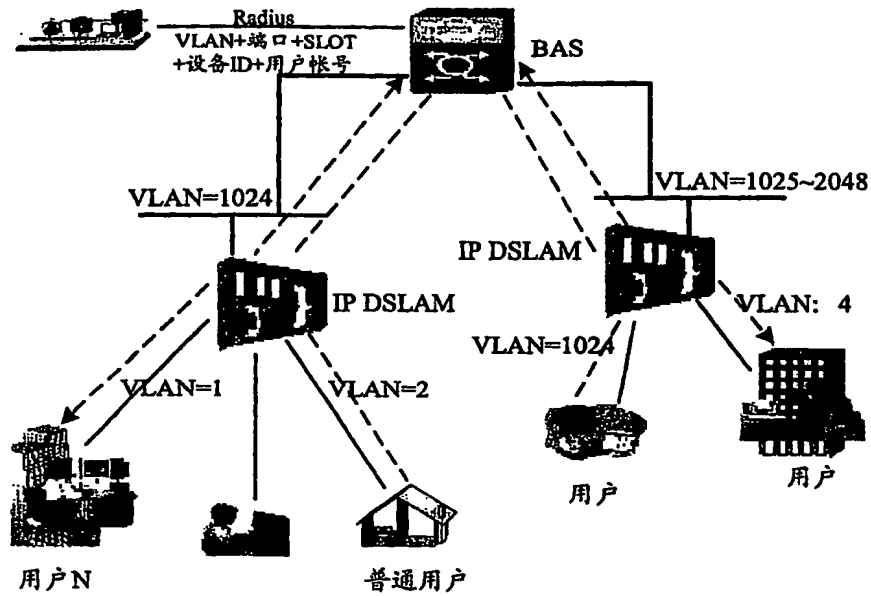 Radius
VLAN+端口+SLOT
+设备ID+用户帐号
BAS
VLAN=1024
VLAN=1025~2048
IP DSLAM
IP DSLAM
VLAN: 4
VLAN=1024
VLAN=1
VLAN=2
用户
用户
用户N
普通用户